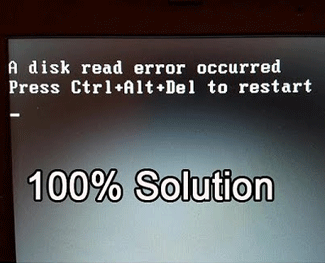 A disk read error occurred
Press Ctrl+Alt+Del to restart
100% Solution